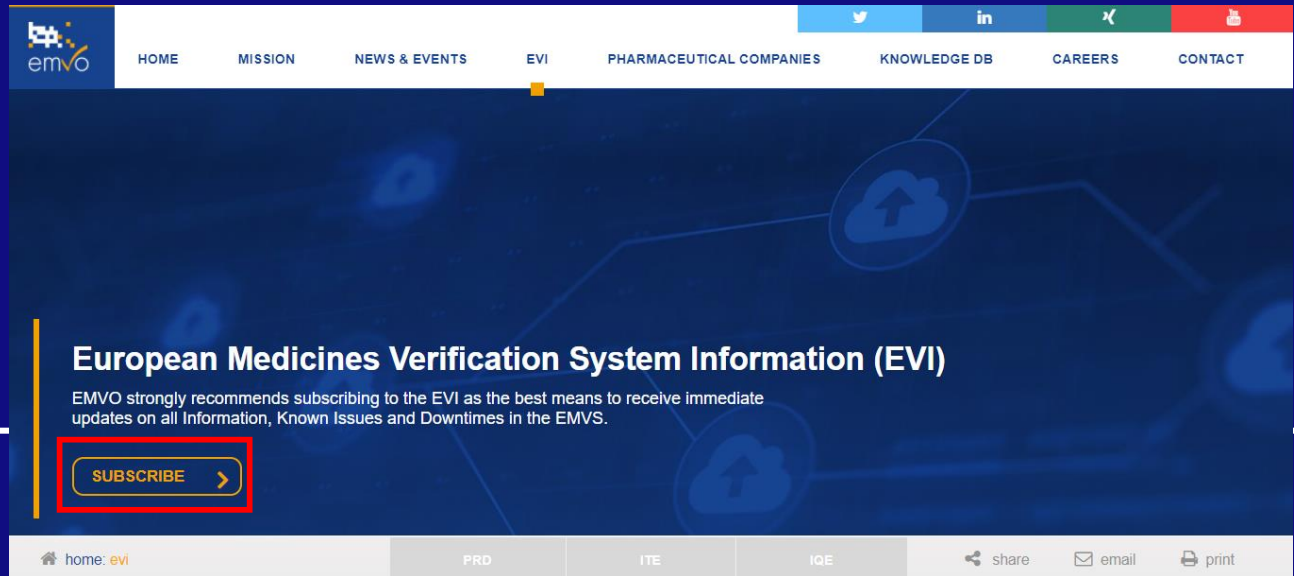 in
You
emvo
HOME MISSION NEWS & EVENTS EVI PHARMACEUTICAL COMPANIES KNOWLEDGE DB CAREERS CONTACT
European Medicines Verification System Information (EVI)
EMVO strongly recommends subscribing to the EVI as the best means to receive immediate
updates on all Information, Known Issues and Downtimes in the EMVS.
SUBSCRIBE
home: evi PRD ITE IQE share email print